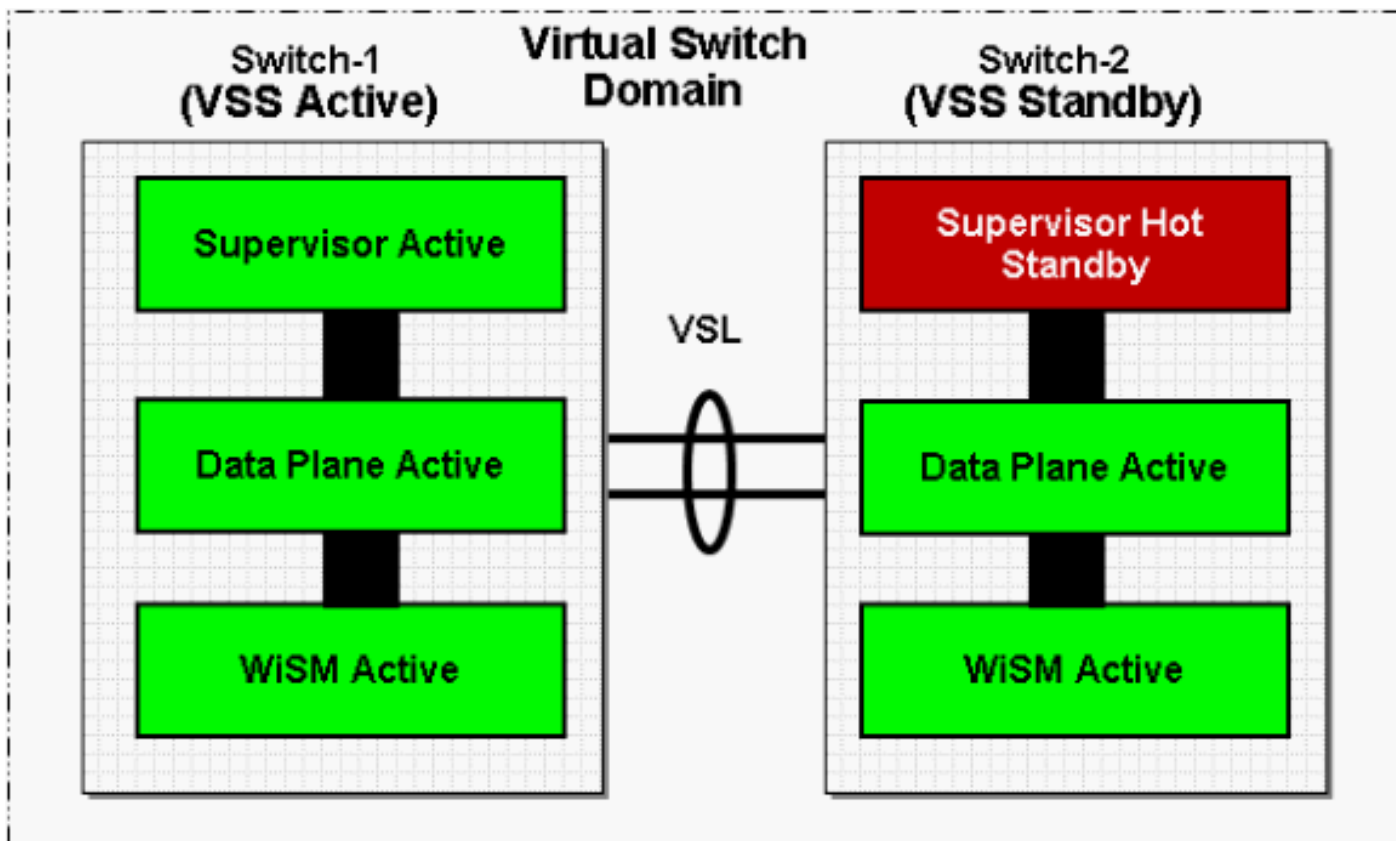 Virtual Switch
Domain
Switch-1
(VSS Active)
Supervisor Active
Data Plane Active
WiSM Active
VSL
Switch-2
(VSS Standby)
Supervisor Hot
Standby
Data Plane Active
WiSM Active